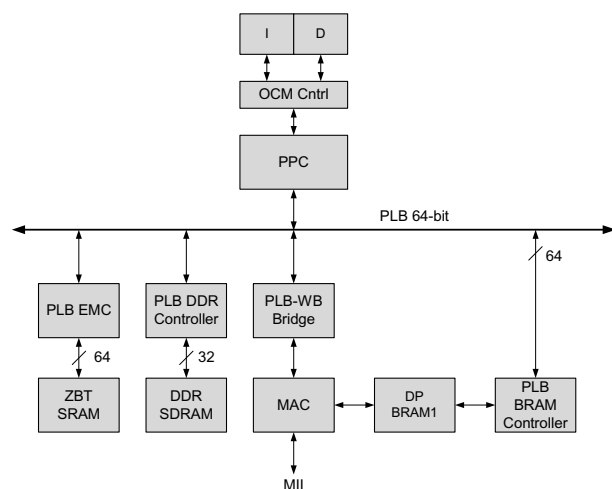 I D
OCM Cntrl
PPC
PLB 64-bit
64
PLB EMC
PLB DDR
Controller
PLB-WB
Bridge
64
32
ZBT
SRAM
DDR
SDRAM
MAC
DP
BRAM1
PLB
BRAM
Controller
MII